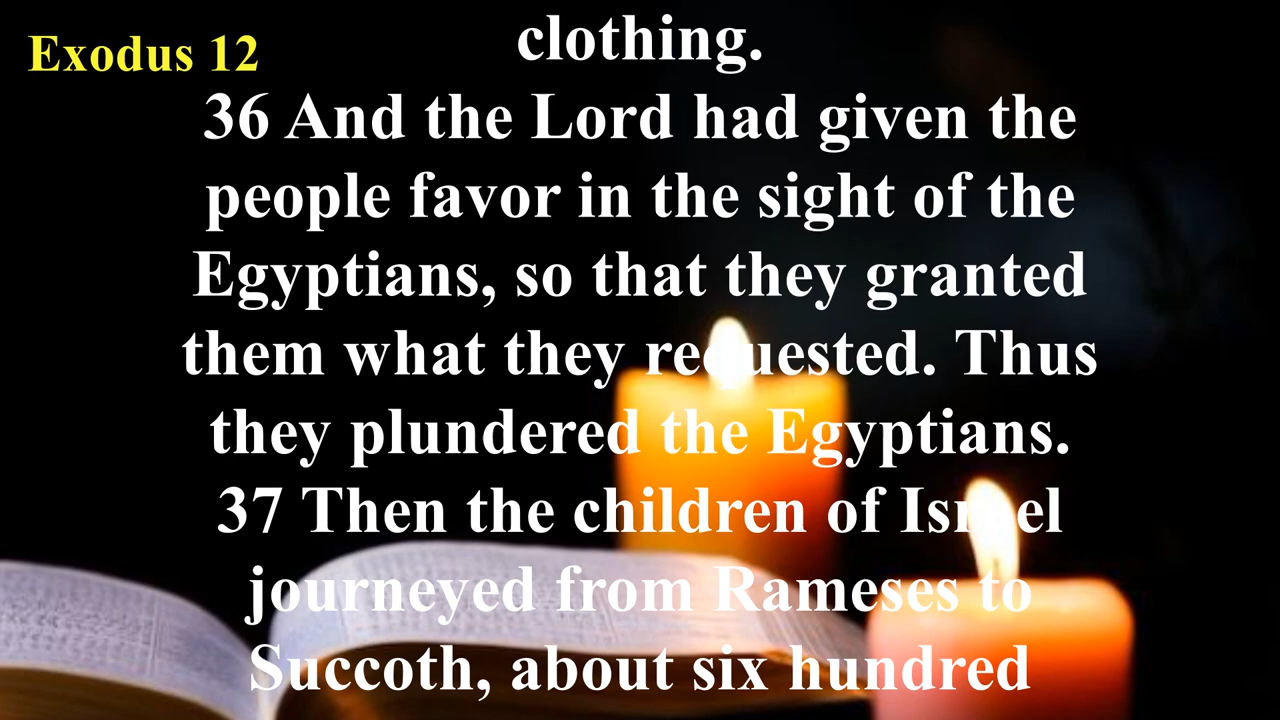 Exodus 12
clothing.
36 And the Lord had given the
people favor in the sight of the
Egyptians, so that they granted
them what they requested. Thus
they plundered the Egyptians.
37 Then the children of Israel
journeyed from Rameses to
Succoth, about six hundred